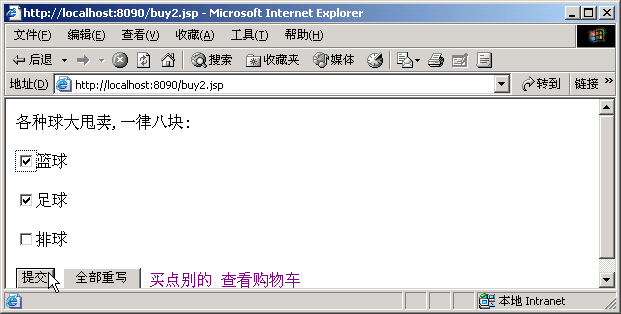 http://localhost:8090/buy2.jsp - Microsoft Internet Explorer
文件(F) 编辑(E) 查看(V) 收藏(A) 工具(T) 帮助(H)
后退 搜索 收藏夹 媒体
地址(D) http://localhost:8090/buy2.jsp 转到 链接 »
各种球大甩卖,一律八块:
篮球
足球
排球
提交 全部重写 买点别的 查看购物车
本地 Intranet